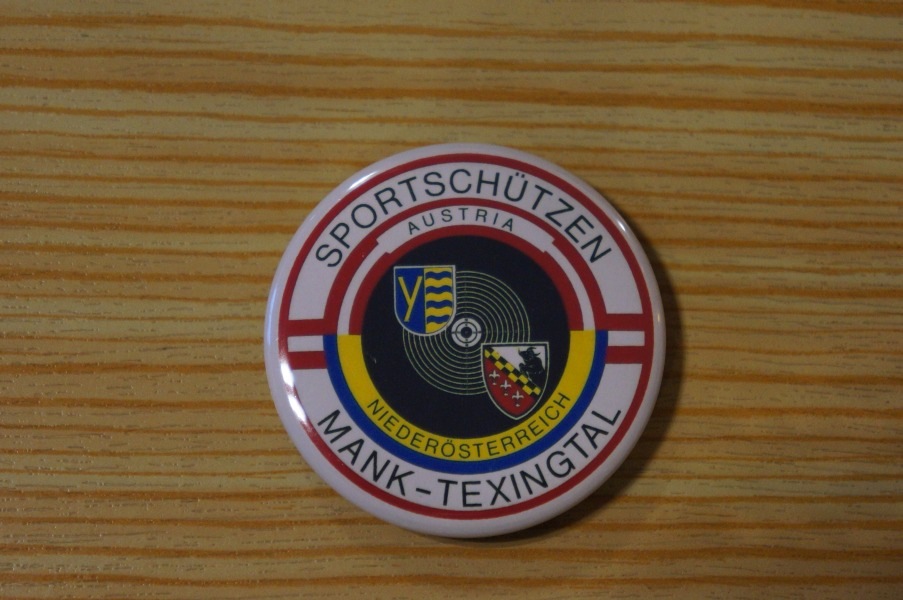 SPORTSCHÜTZEN
AUSTRIA
Y
NIEDERÖSTERREICH
MANK-TEXINGTAL